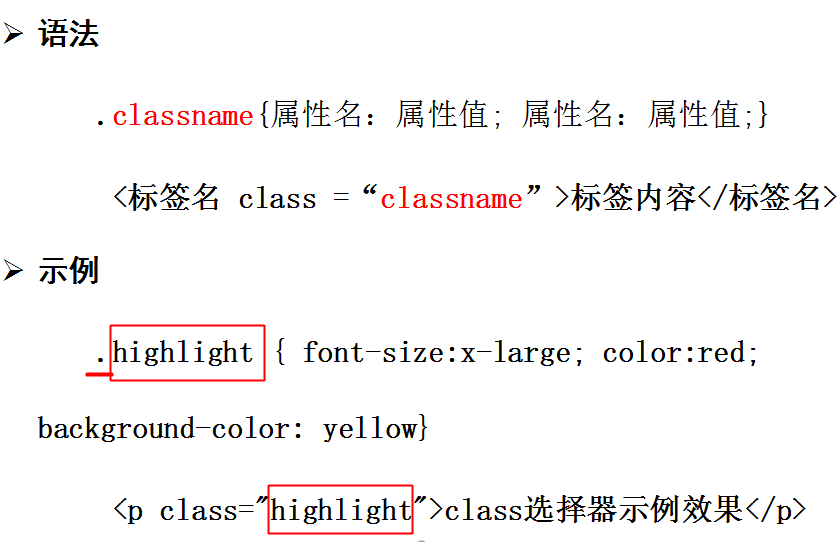 ➢ 语法
.classname{属性名：属性值; 属性名：属性值;}
<标签名 class =“classname”>标签内容</标签名>
➢ 示例
.highlight { font-size:x-large; color:red;
background-color: yellow}
<p class="highlight">class选择器示例效果</p>